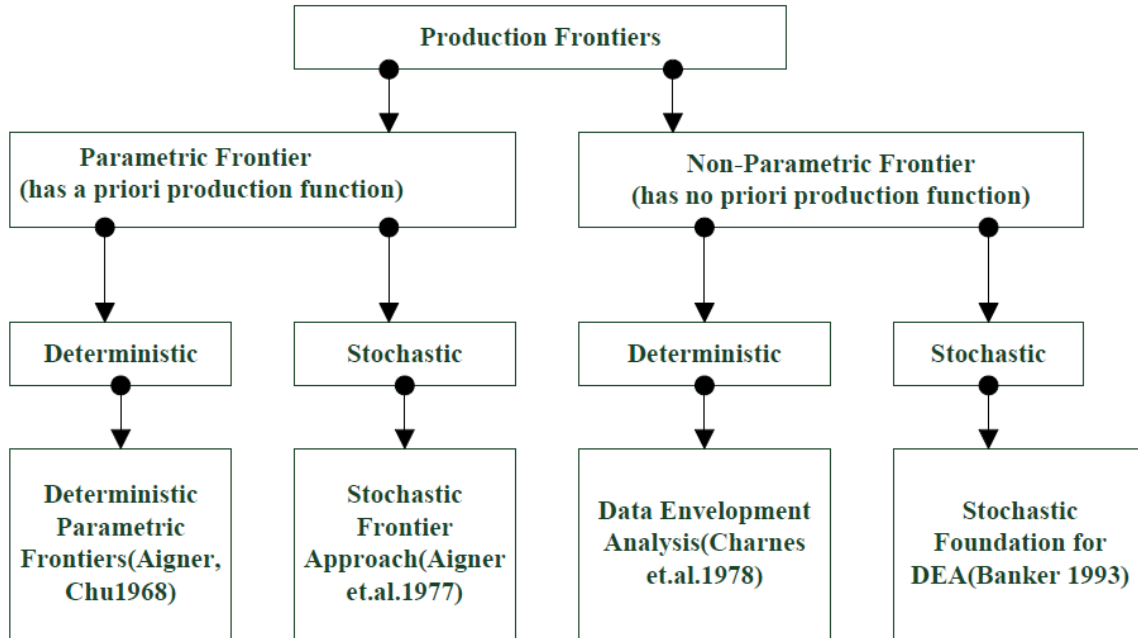 Production Frontiers
Parametric Frontier
(has a priori production function)
Non-Parametric Frontier
(has no priori production function)
Deterministic
Stochastic
Deterministic
Stochastic
Deterministic
Parametric
Frontiers(Aigner,
Chu1968)
Stochastic
Frontier
Approach(Aigner
et.al.1977)
Data Envelopment
Analysis(Charnes
et.al.1978)
Stochastic
Foundation for
DEA(Banker 1993)